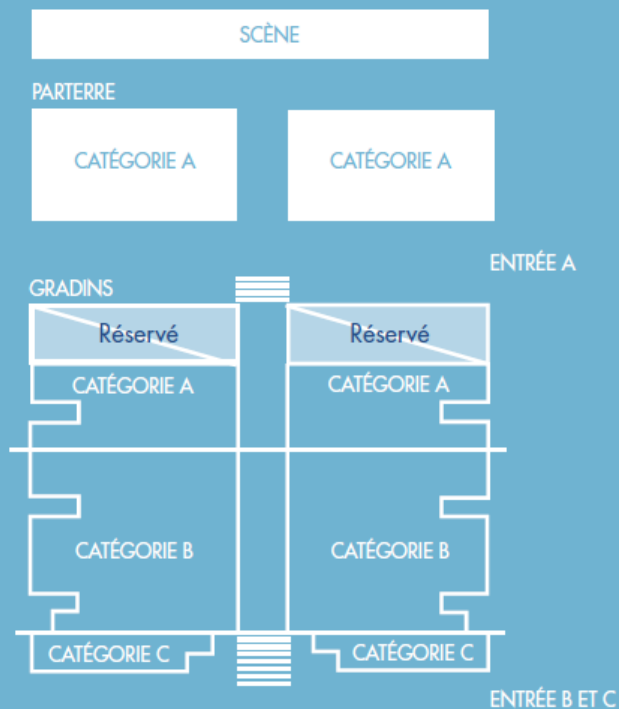 SCÈNE
PARTERRE
CATÉGORIE A
CATÉGORIE A
ENTRÉE A
GRADINS
Réservé
Réservé
CATÉGORIE A
CATÉGORIE A
CATÉGORIE B
CATÉGORIE B
CATÉGORIE C
CATÉGORIE C
ENTRÉE B ET C